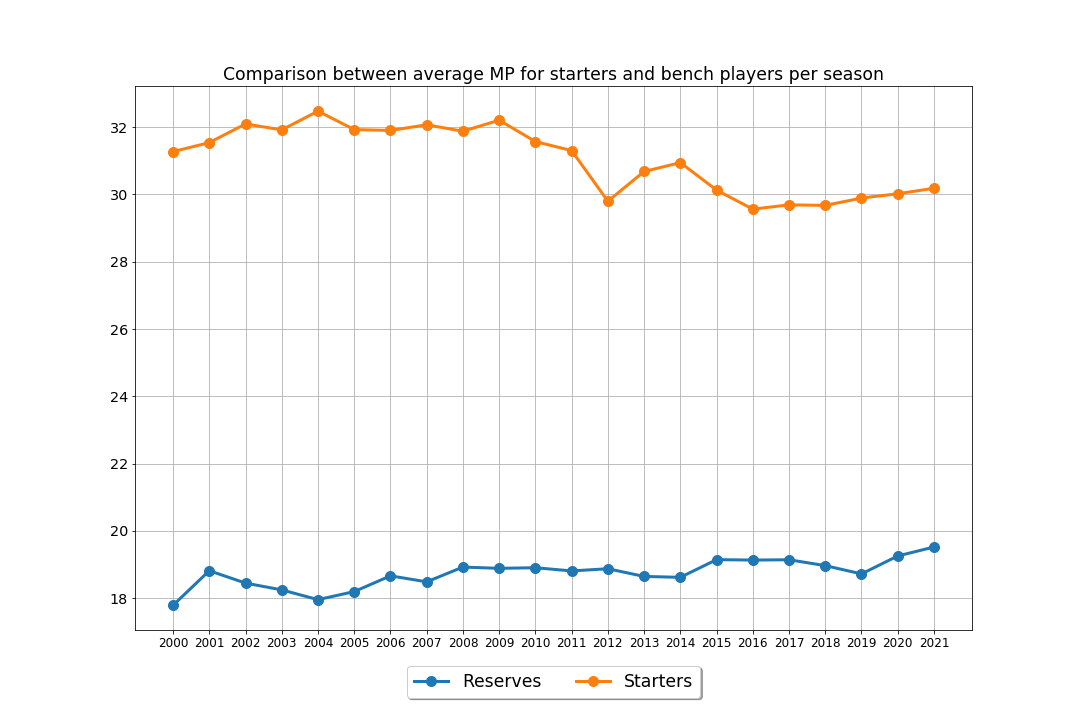 Comparison between average MP for starters and bench players per season
32
30
28
26
24
22
20
18
2000 2001 2002 2003 2004 2005 2006 2007 2008 2009 2010 2011 2012 2013 2014 2015 2016 2017 2018 2019 2020 2021
Reserves Starters